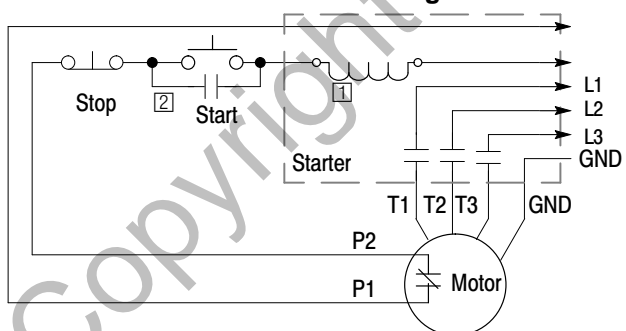 L1
1
L2
Stop
2
Start
L3
GND
Starter
T1 T2 T3
GND
P2
P1
Motor
Copyright